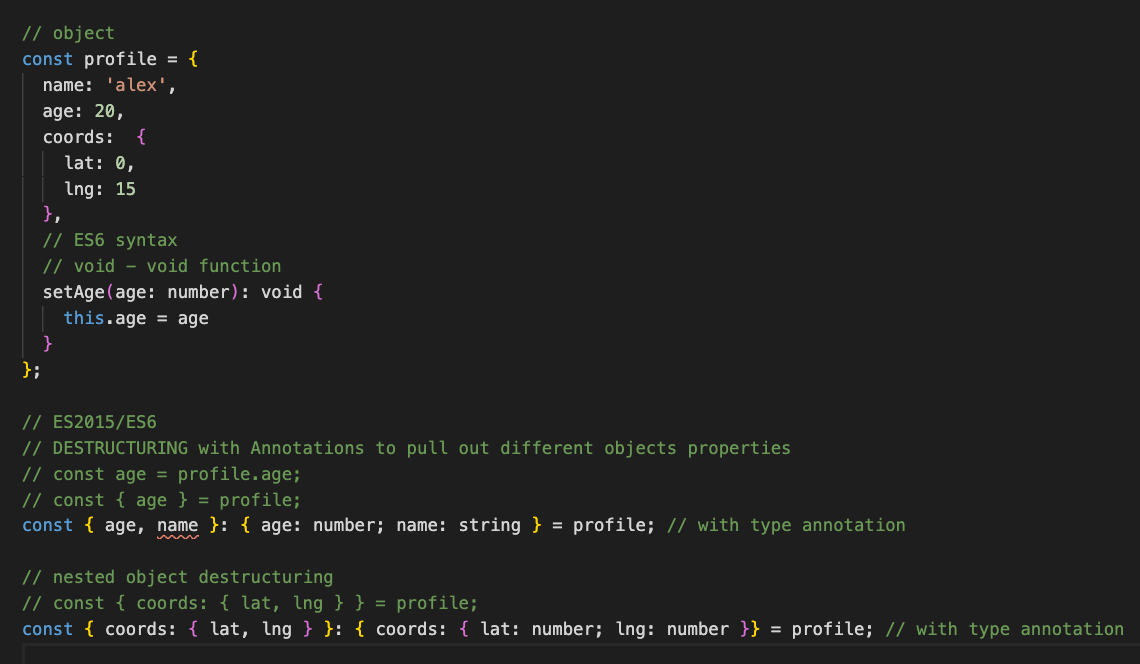 // object
const profile = {
  name: 'alex',
  age: 20,
  coords:  {
    lat: 0,
    lng: 15
  },
  // ES6 syntax
  // void – void function
  setAge(age: number): void {
    this.age = age
  }
};

// ES2015/ES6
// DESTRUCTURING with Annotations to pull out different objects properties
// const age = profile.age;
// const { age } = profile;
const { age, name }: { age: number; name: string } = profile; // with type annotation

// nested object destructuring
// const { coords: { lat, lng } } = profile;
const { coords: { lat, lng } }: { coords: { lat: number; lng: number }} = profile; // with type annotation